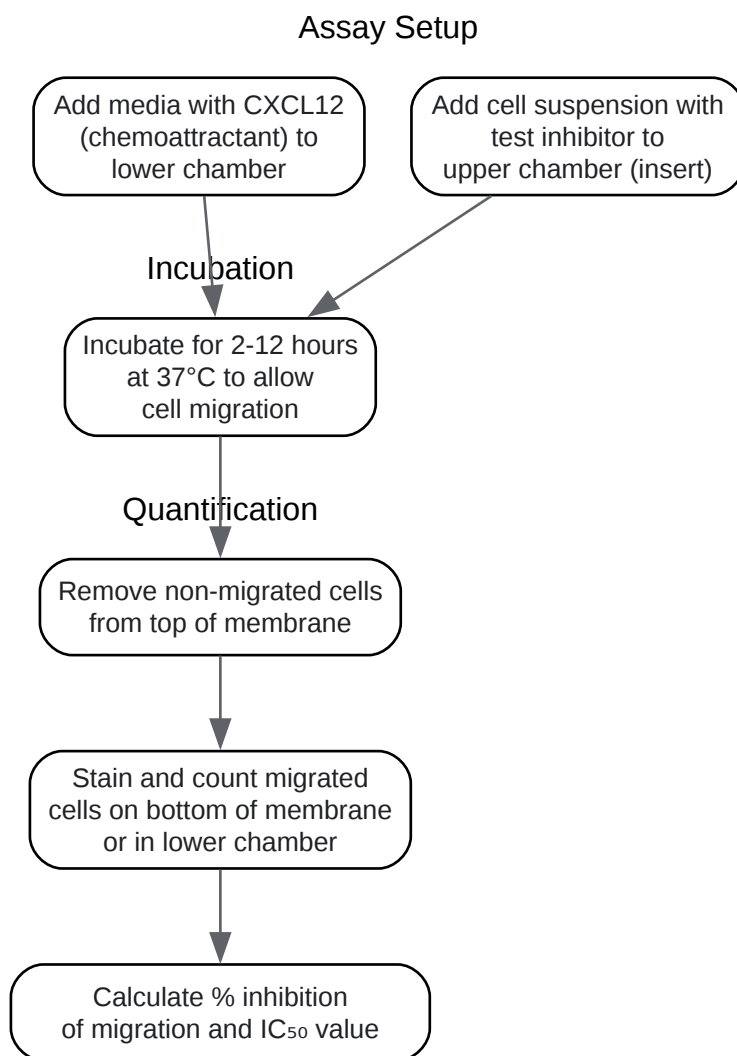 Assay Setup
Add media with CXCL12
(chemoattractant) to
lower chamber
Add cell suspension with
test inhibitor to
upper chamber (insert)
Incubation
Incubate for 2-12 hours
at 37°C to allow
cell migration
Quantification
Remove non-migrated cells
from top of membrane
Stain and count migrated
cells on bottom of membrane
or in lower chamber
Calculate % inhibition
of migration and IC₅₀ value